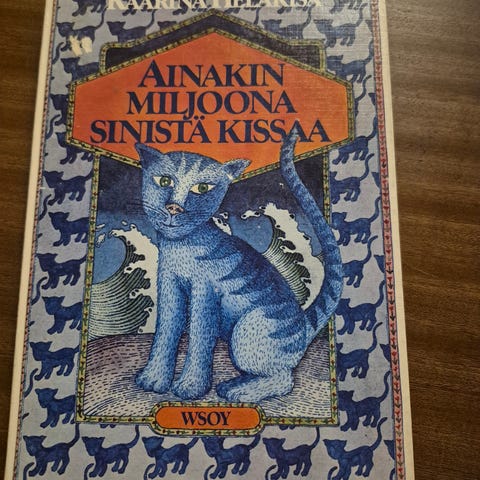 KAARINA HELAKISA
AINAKIN
MILJOONA
SINISTÄ KISSAA
WSOY